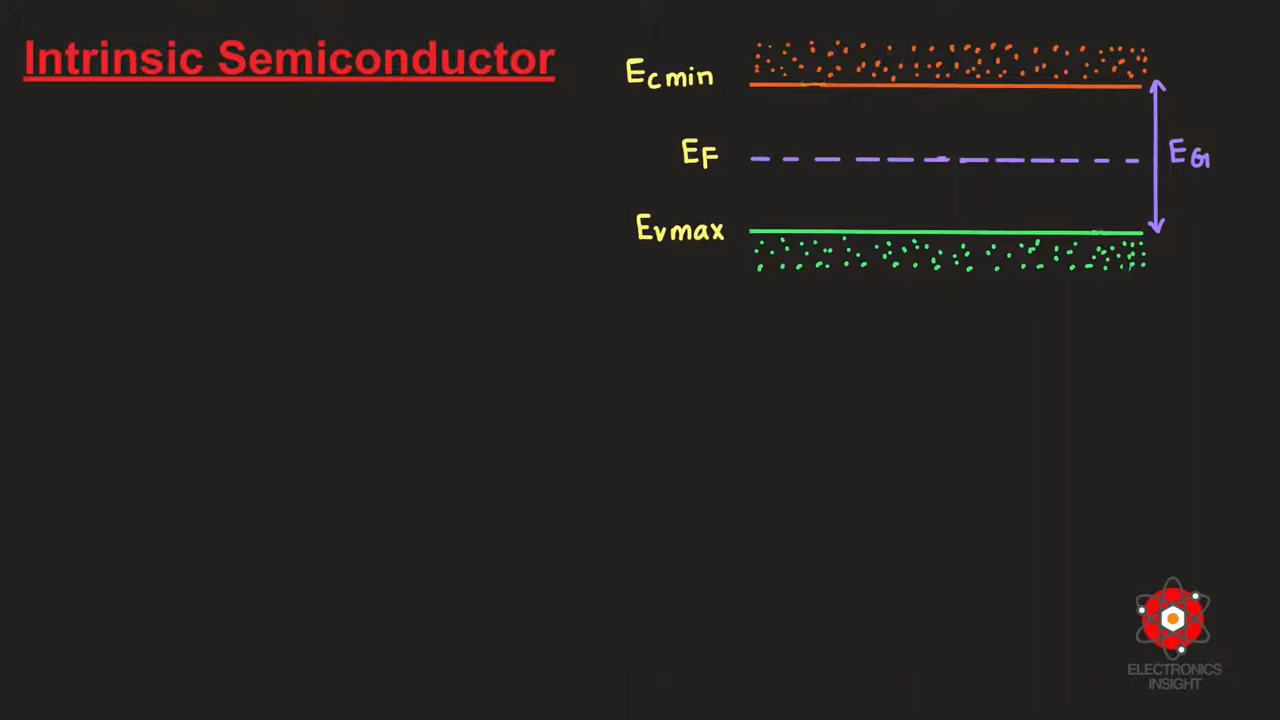 Intrinsic Semiconductor
Ecmin
EF
EG
Evmax
ELECTRONICS
INSIGHT